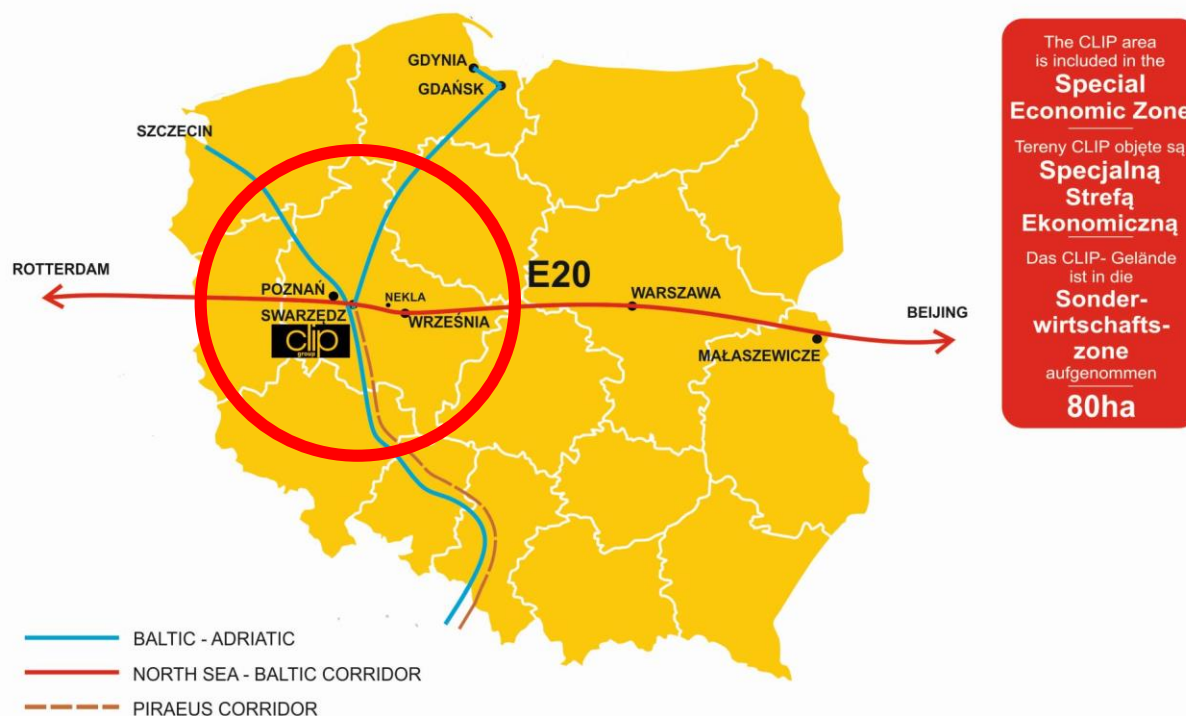 GDYNIA
GDAŃSK
SZCZECIN
ROTTERDAM
POZNAŃ
SWARZĘDZ
clip
group
NEKLA
WRZEŚNIA
E20
WARSZAWA
MAŁASZEWICZE
BEIJING
BALTIC - ADRIATIC
NORTH SEA - BALTIC CORRIDOR
PIRAEUS CORRIDOR
The CLIP area
is included in the
Special
Economic Zone
Tereny CLIP objęte są
Specjalną
Strefą
Ekonomiczną
Das CLIP- Gelände
ist in die
Sonder-
wirtschafts-
zone
aufgenommen
80ha